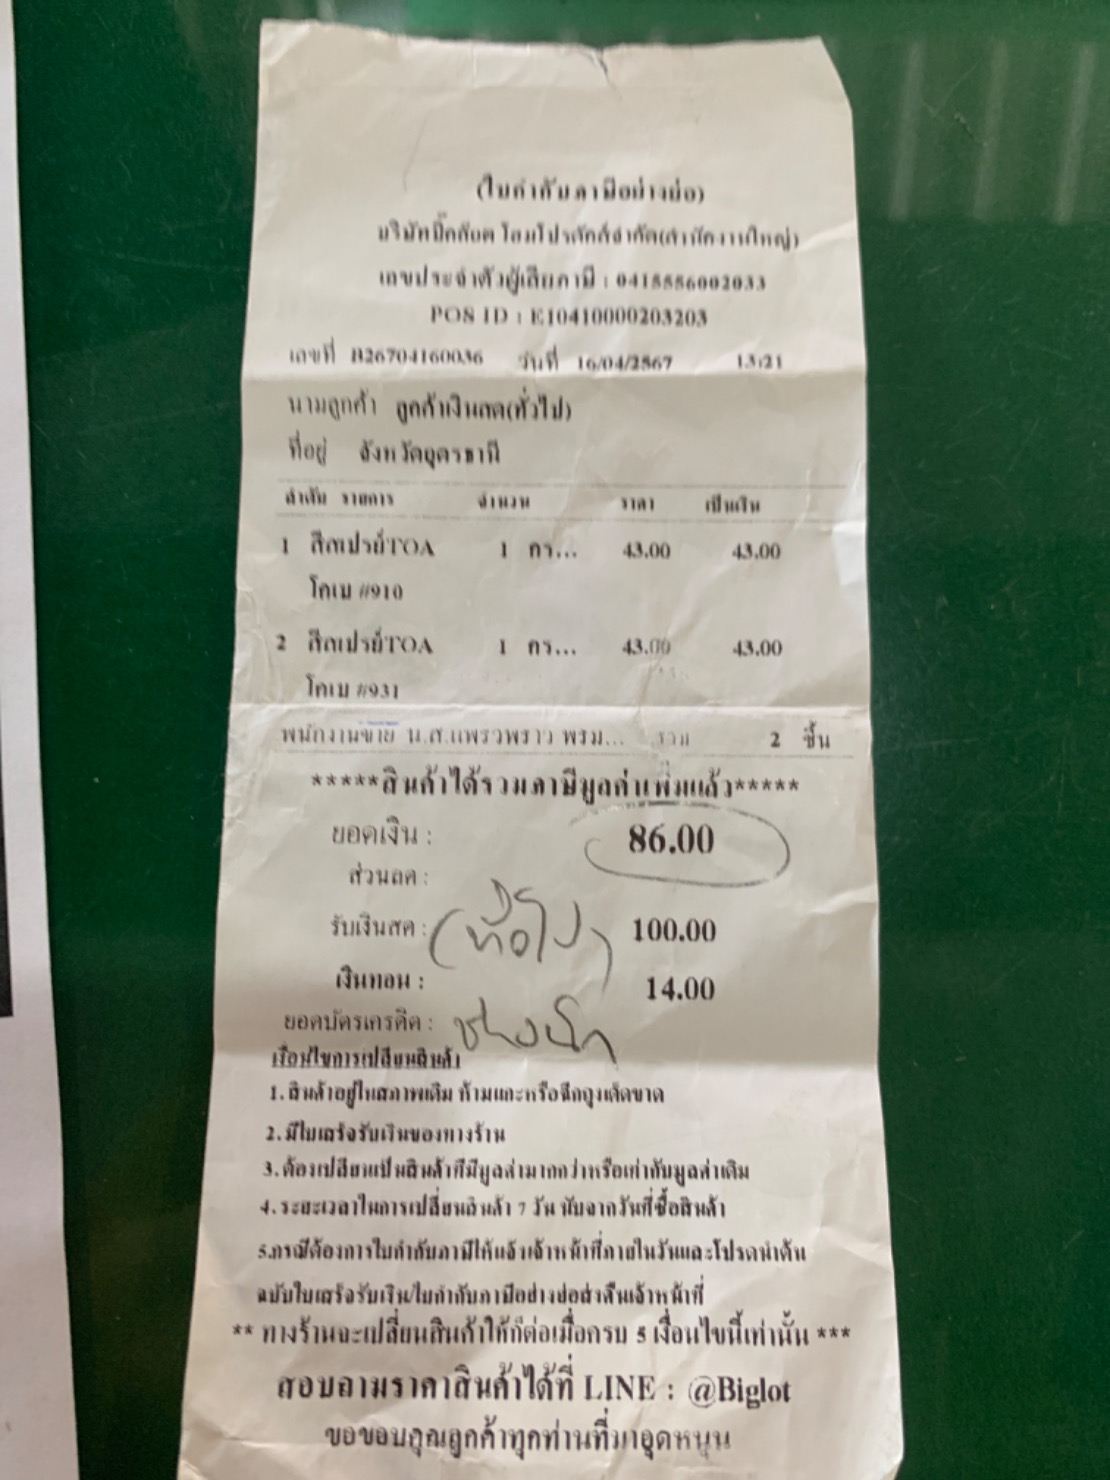 (ใบกำกับภาษีอย่างย่อ)
บริษัทบิ๊กล๊อต โฮมโปรดักส์จำกัด(สำนักงานใหญ่)
เลขประจำตัวผู้เสียภาษี : 0415556002033
POS ID : E10410000203203
เลขที่ B26704160036 วันที่ 16/04/2567 13:21
นามลูกค้า ลูกค้าเงินสด(ทั่วไป)
ที่อยู่ จังหวัดอุดรธานี
ลำดับ รายการ จำนวน ราคา เป็นเงิน
1 สีสเปรย์TOA 1 กร... 43.00 43.00
โคเม #910
2 สีสเปรย์TOA 1 กร... 43.00 43.00
โคเม #931
พนักงานขาย น.ส.แพรวพราว พรม... รวม 2 ชิ้น
*****สินค้าได้รวมภาษีมูลค่าเพิ่มแล้ว*****
ยอดเงิน : 86.00
ส่วนลด :
รับเงินสด : 100.00
เงินทอน : 14.00
ยอดบัตรเครดิต :
เงื่อนไขการเปลี่ยนสินค้า
1. สินค้าอยู่ในสภาพเดิม ห้ามแกะหรือฉีกถุงเด็ดขาด
2. มีใบเสร็จรับเงินของทางร้าน
3. ต้องเปลี่ยนเป็นสินค้าที่มีมูลค่ามากกว่าหรือเท่ากับมูลค่าเดิม
4. ระยะเวลาในการเปลี่ยนสินค้า 7 วัน นับจากวันที่ซื้อสินค้า
5.กรณีต้องการใบกำกับภาษีให้แจ้งเจ้าหน้าที่ภายในวันและโปรดนำต้น
ฉบับใบเสร็จรับเงิน/ใบกำกับภาษีอย่างย่อส่งคืนเจ้าหน้าที่
** ทางร้านจะเปลี่ยนสินค้าให้ก็ต่อเมื่อครบ 5 เงื่อนไขนี้เท่านั้น ***
สอบถามราคาสินค้าได้ที่ LINE : @Biglot
ขอขอบคุณลูกค้าทุกท่านที่มาอุดหนุน